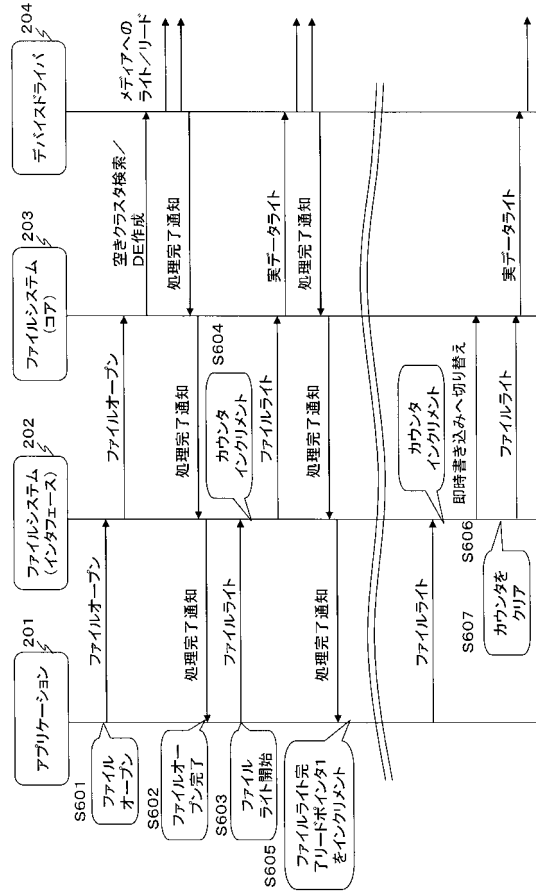 201
アプリケーション
202
ファイルシステム
(インタフェース)
203
ファイルシステム
(コア)
204
デバイスドライバ
S601
ファイル
オープン
ファイルオープン
ファイルオープン
空きクラスタ検索/
DE作成
メディアへの
ライト/リード
処理完了通知
処理完了通知
処理完了通知
S602
ファイルオー
プン完了
S603
ファイル
ライト開始
ファイルライト
カウンタ
インクリメント
S604
ファイルライト
実データライト
処理完了通知
処理完了通知
処理完了通知
S605
ファイルライト完
了リードポインタ1
をインクリメント
ファイルライト
カウンタ
インクリメント
S606
即時書き込みへ切り替え
S607
カウンタを
クリア
ファイルライト
実データライト